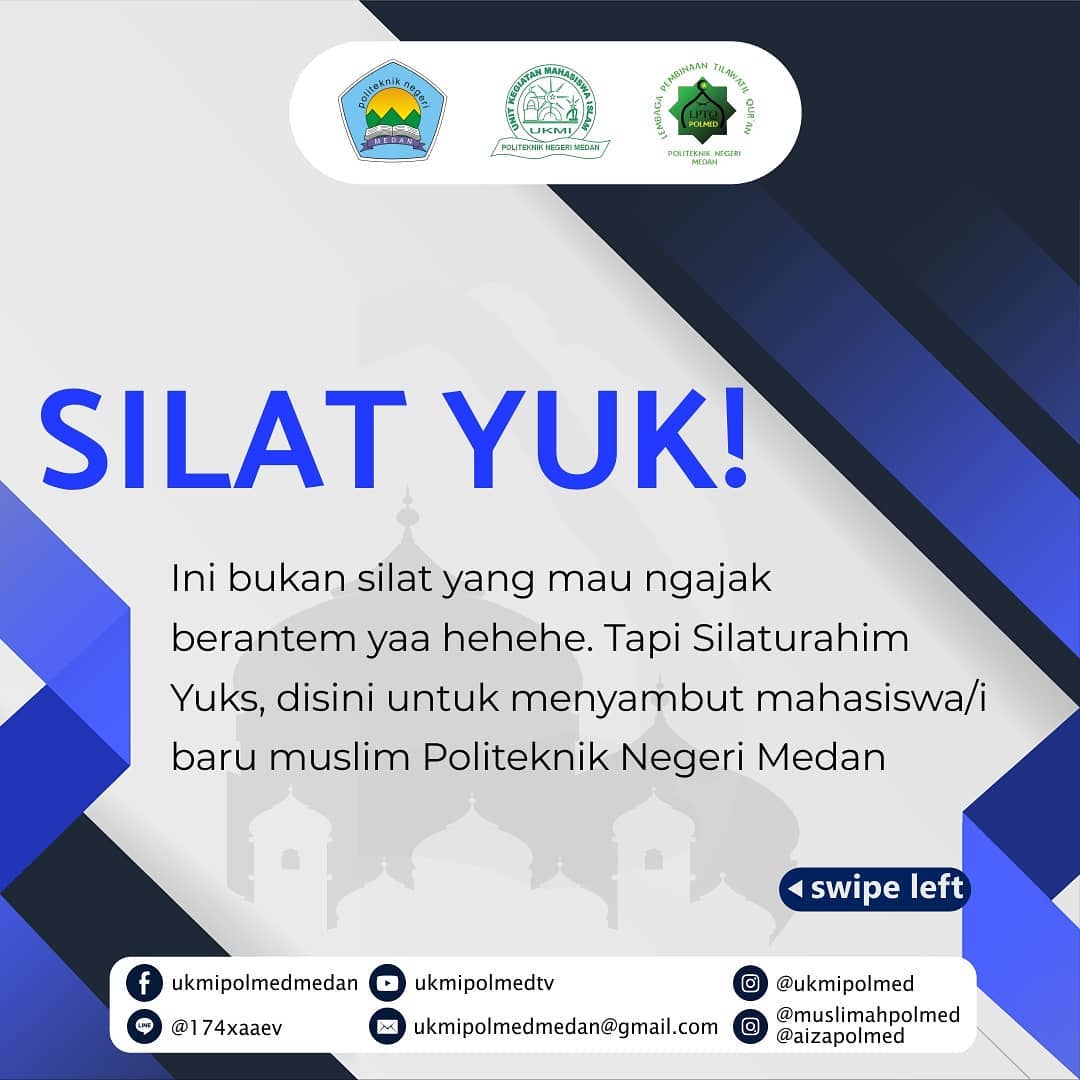 politeknik negeri
MEDAN
UNIT KEGIATAN MAHASISWA ISLAM
UKMI
POLITEKNIK NEGERI MEDAN
LEMBAGA PEMBINAAN TILAWATIL QUR'AN
LPTQ
POLMED
POLITEKNIK NEGERI
MEDAN
SILAT YUK!
Ini bukan silat yang mau ngajak
berantem yaa hehehe. Tapi Silaturahim
Yuks, disini untuk menyambut mahasiswa/i
baru muslim Politeknik Negeri Medan
swipe left
ukmipolmedmedan
ukmipolmedtv
@ukmipolmed
LINE
@174xaaev
ukmipolmedmedan@gmail.com
@muslimahpolmed
@aizapolmed